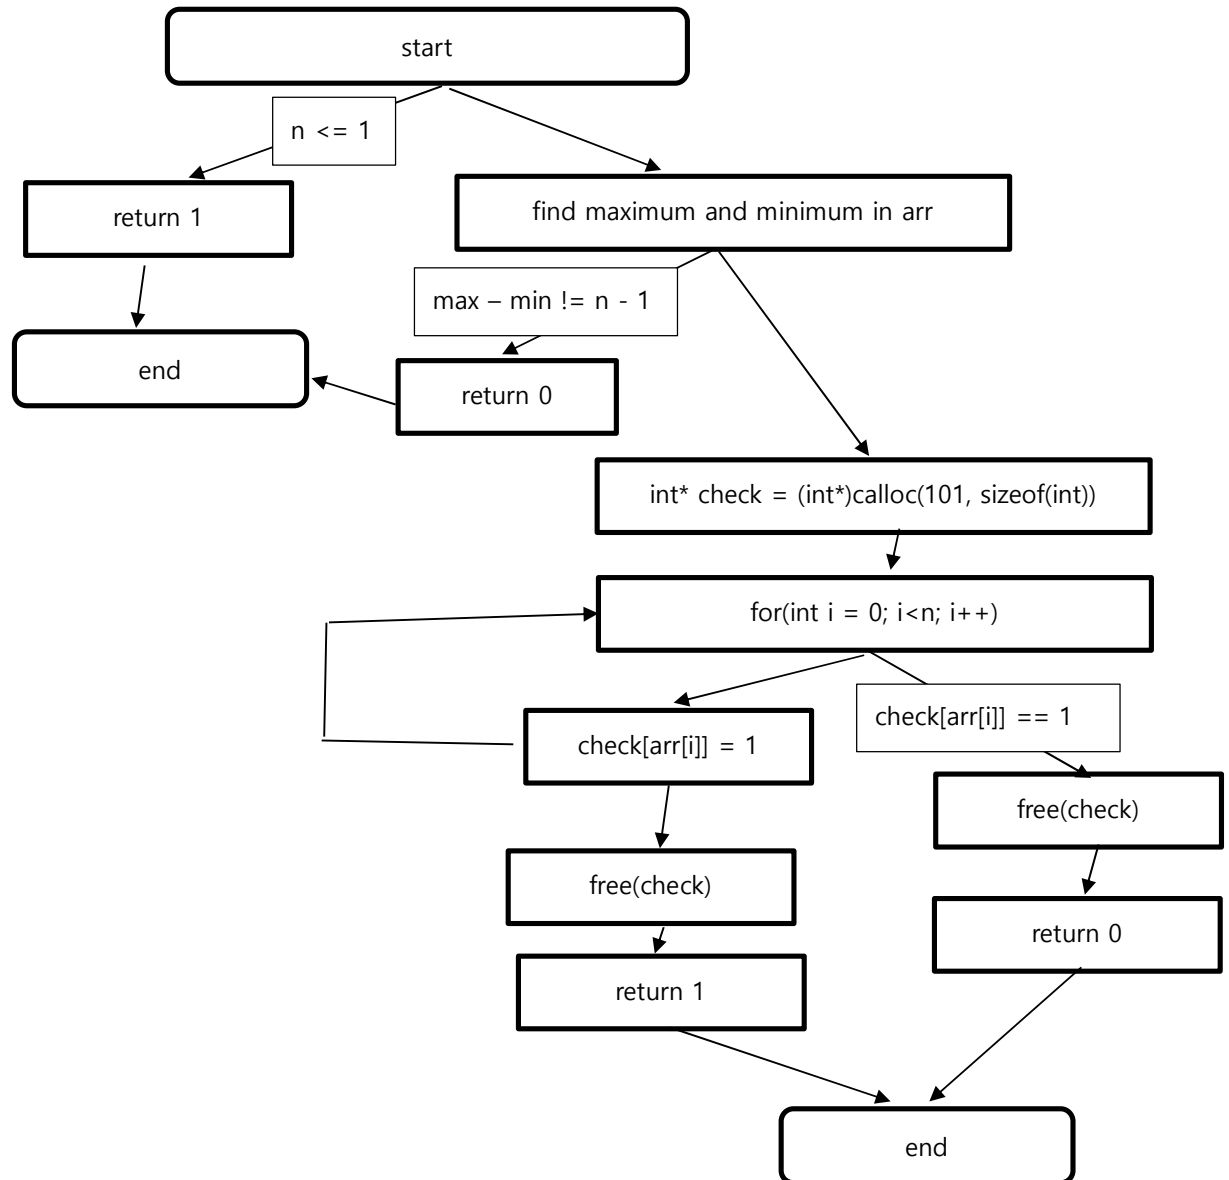 start
n <= 1
return 1
find maximum and minimum in arr
max – min != n - 1
end
return 0
int* check = (int*)calloc(101, sizeof(int))
for(int i = 0; i<n; i++)
check[arr[i]] == 1
check[arr[i]] = 1
free(check)
free(check)
return 0
return 1
end